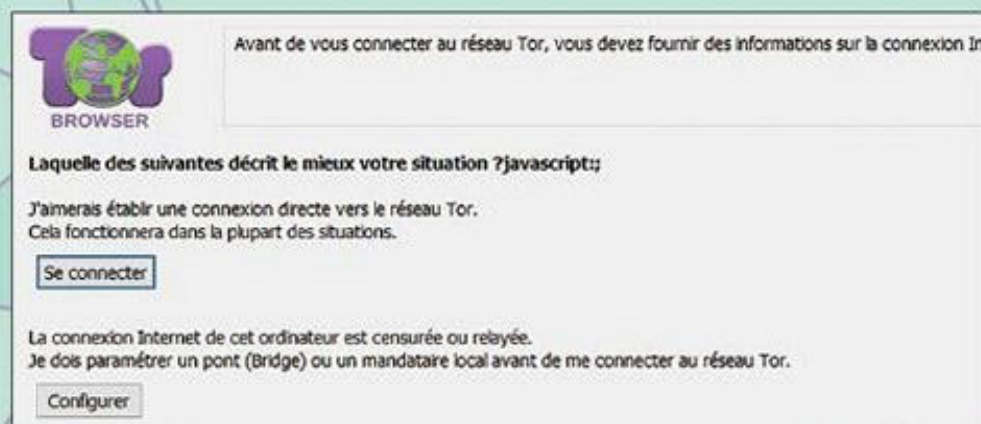 Tor
BROWSER
Avant de vous connecter au réseau Tor, vous devez fournir des informations sur la connexion
Laquelle des suivantes décrit le mieux votre situation ?javascript:;
J'aimerais établir une connexion directe vers le réseau Tor.
Cela fonctionnera dans la plupart des situations.
Se connecter
La connexion Internet de cet ordinateur est censurée ou relayée.
Je dois paramétrer un pont (Bridge) ou un mandataire local avant de me connecter au réseau Tor.
Configurer